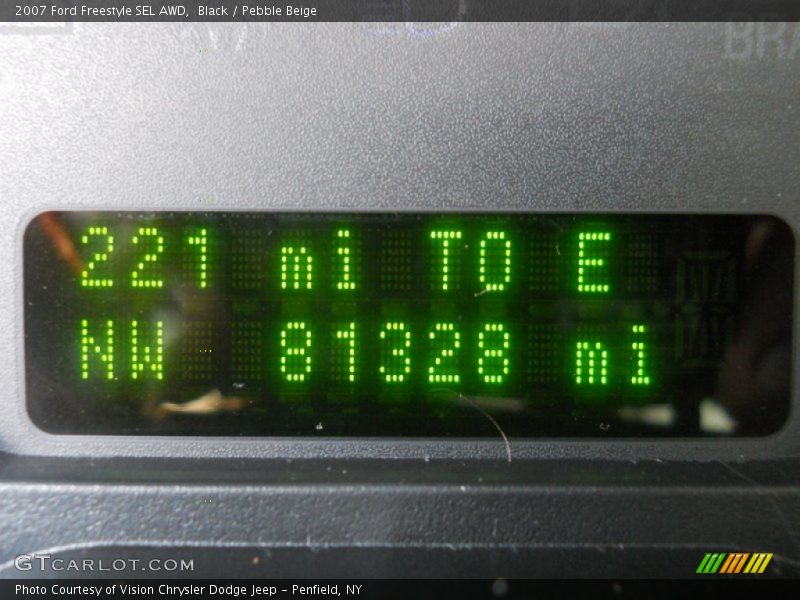 2007 Ford Freestyle SEL AWD, Black / Pebble Beige
BRA
221 mi TO E
NW 81328 mi
GTCARLOT.COM
Photo Courtesy of Vision Chrysler Dodge Jeep - Penfield, NY